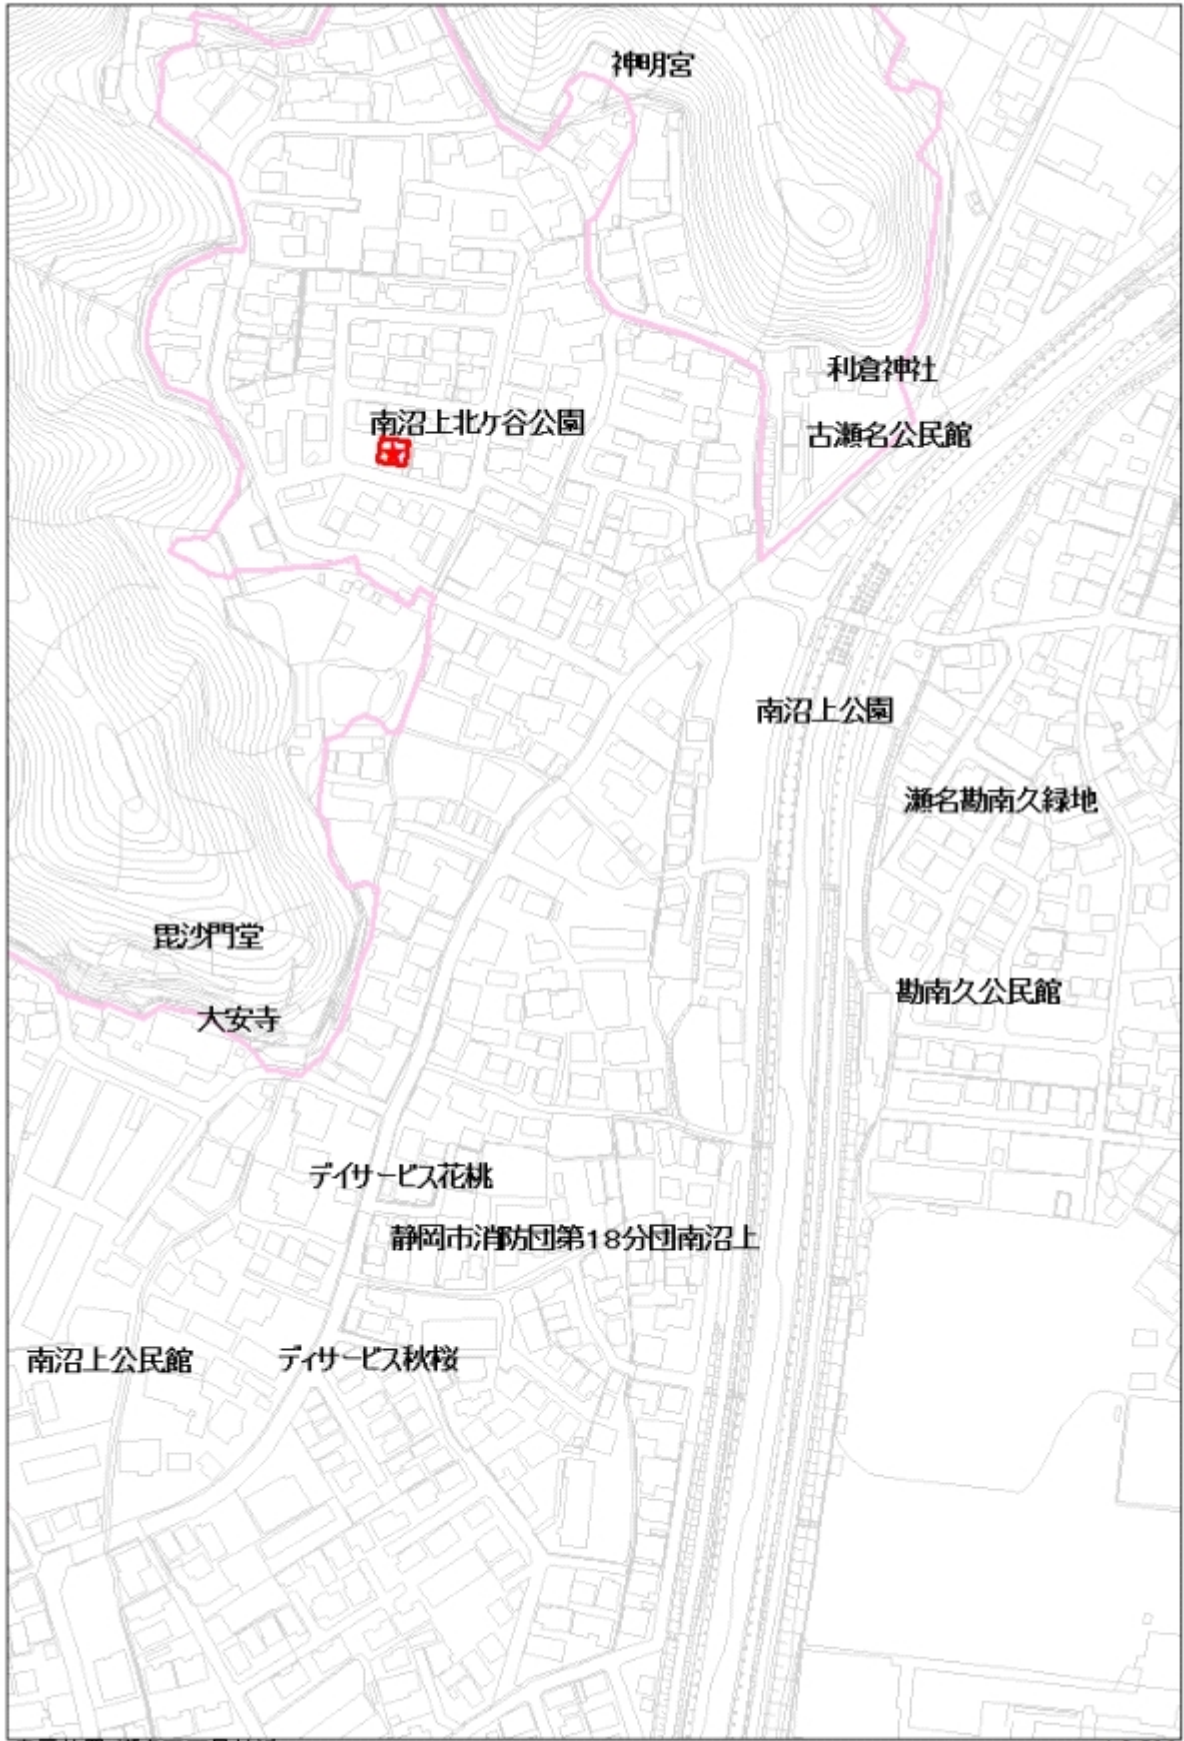 神明宮
利倉神社
南沼上北ケ谷公園
古瀬名公民館
南沼上公園
瀬名勘南久緑地
毘沙門堂
勘南久公民館
大安寺
デイサービス花桃
静岡市消防団第18分団南沼上
南沼上公民館
デイサービス秋桜